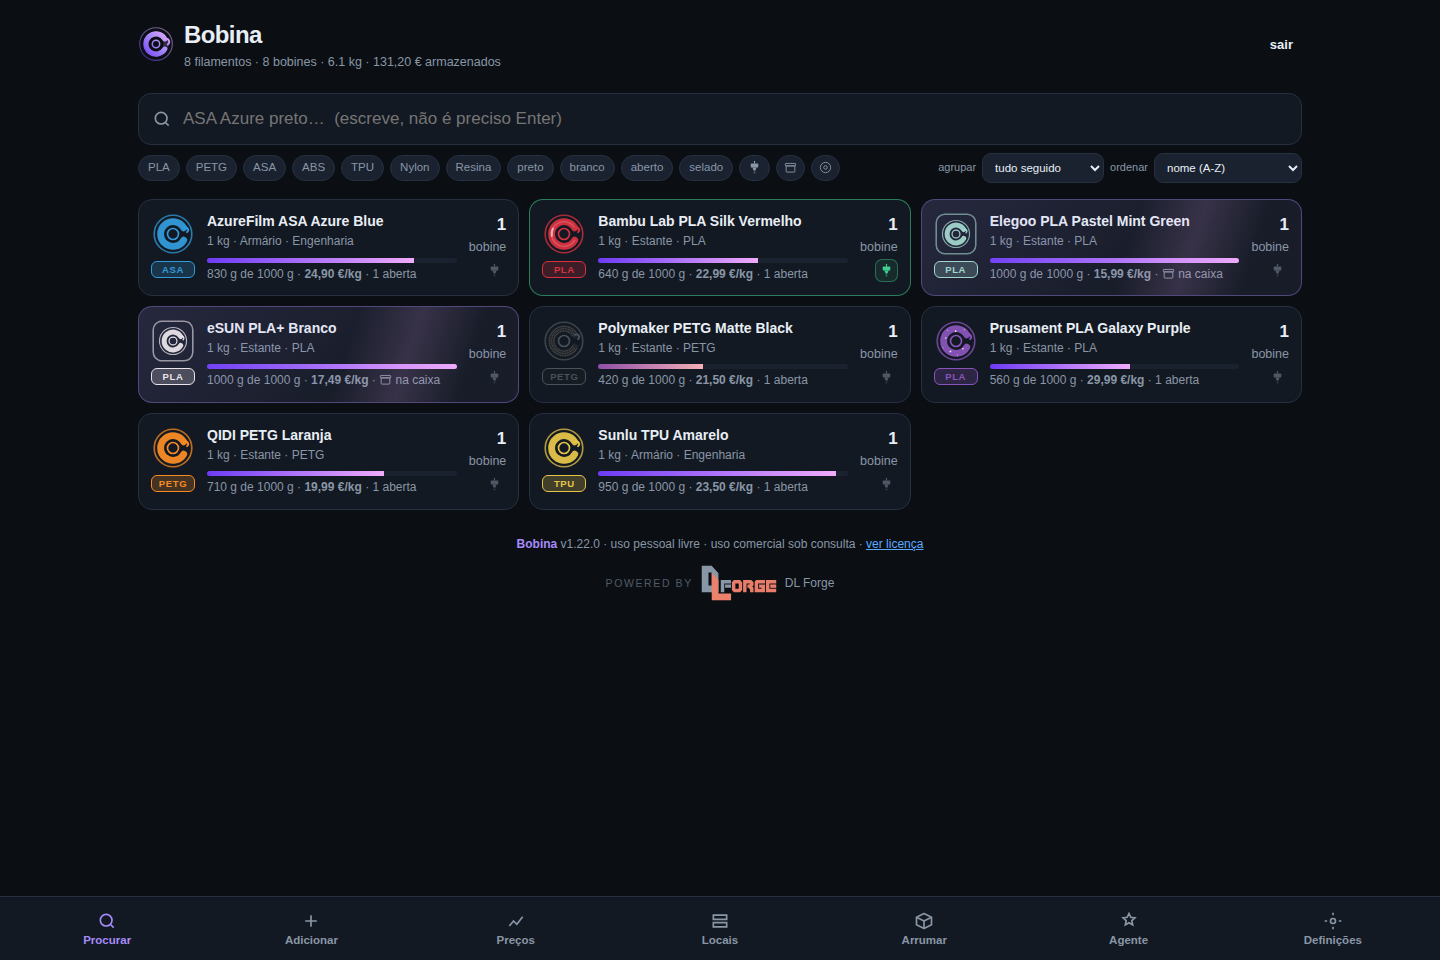 Bobina
8 filamentos · 8 bobines · 6.1 kg · 131,20 € armazenados
sair
ASA Azure preto… (escreve, não é preciso Enter)
PLA PETG ASA ABS TPU Nylon Resina preto branco aberto selado
agrupar tudo seguido ordenar nome (A-Z)
AzureFilm ASA Azure Blue
1 kg · Armário · Engenharia
830 g de 1000 g · 24,90 €/kg · 1 aberta
ASA
1
bobine
Bambu Lab PLA Silk Vermelho
1 kg · Estante · PLA
640 g de 1000 g · 22,99 €/kg · 1 aberta
PLA
1
bobine
Elegoo PLA Pastel Mint Green
1 kg · Estante · PLA
1000 g de 1000 g · 15,99 €/kg · na caixa
PLA
1
bobine
eSUN PLA+ Branco
1 kg · Estante · PLA
1000 g de 1000 g · 17,49 €/kg · na caixa
PLA
1
bobine
Polymaker PETG Matte Black
1 kg · Estante · PETG
420 g de 1000 g · 21,50 €/kg · 1 aberta
PETG
1
bobine
Prusament PLA Galaxy Purple
1 kg · Estante · PLA
560 g de 1000 g · 29,99 €/kg · 1 aberta
PLA
1
bobine
QIDI PETG Laranja
1 kg · Estante · PETG
710 g de 1000 g · 19,99 €/kg · 1 aberta
PETG
1
bobine
Sunlu TPU Amarelo
1 kg · Armário · Engenharia
950 g de 1000 g · 23,50 €/kg · 1 aberta
TPU
1
bobine
Bobina v1.22.0 · uso pessoal livre · uso comercial sob consulta · ver licença
POWERED BY DL FORGE DL Forge
Procurar Adicionar Preços Locais Arrumar Agente Definições